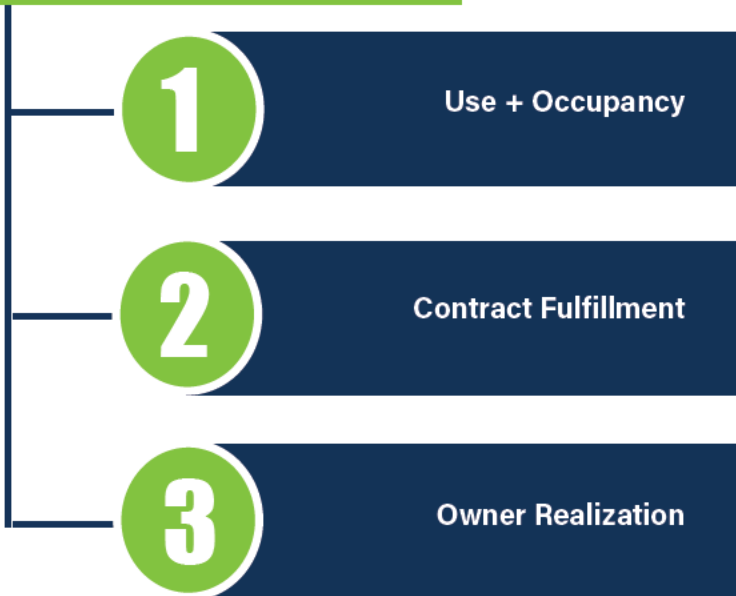 1
Use + Occupancy
2
Contract Fulfillment
3
Owner Realization